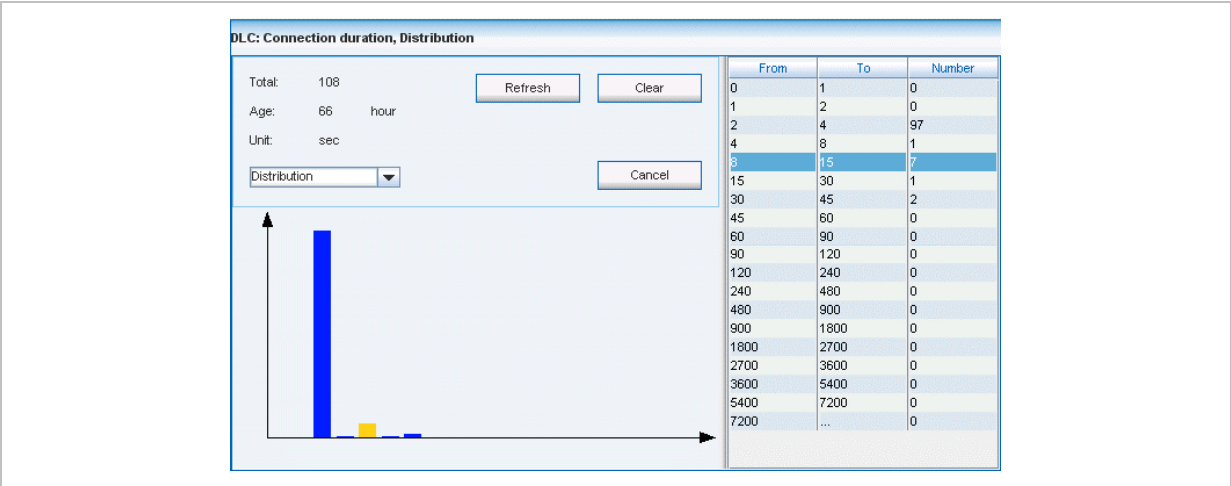 DLC: Connection duration, Distribution
Total: 108
Refresh Clear
Age: 66 hour
Unit: sec
Distribution
Cancel
From To Number
0 1 0
1 2 0
2 4 97
4 8 1
8 15 7
15 30 1
30 45 2
45 60 0
60 90 0
90 120 0
120 240 0
240 480 0
480 900 0
900 1800 0
1800 2700 0
2700 3600 0
3600 5400 0
5400 7200 0
7200 ... 0